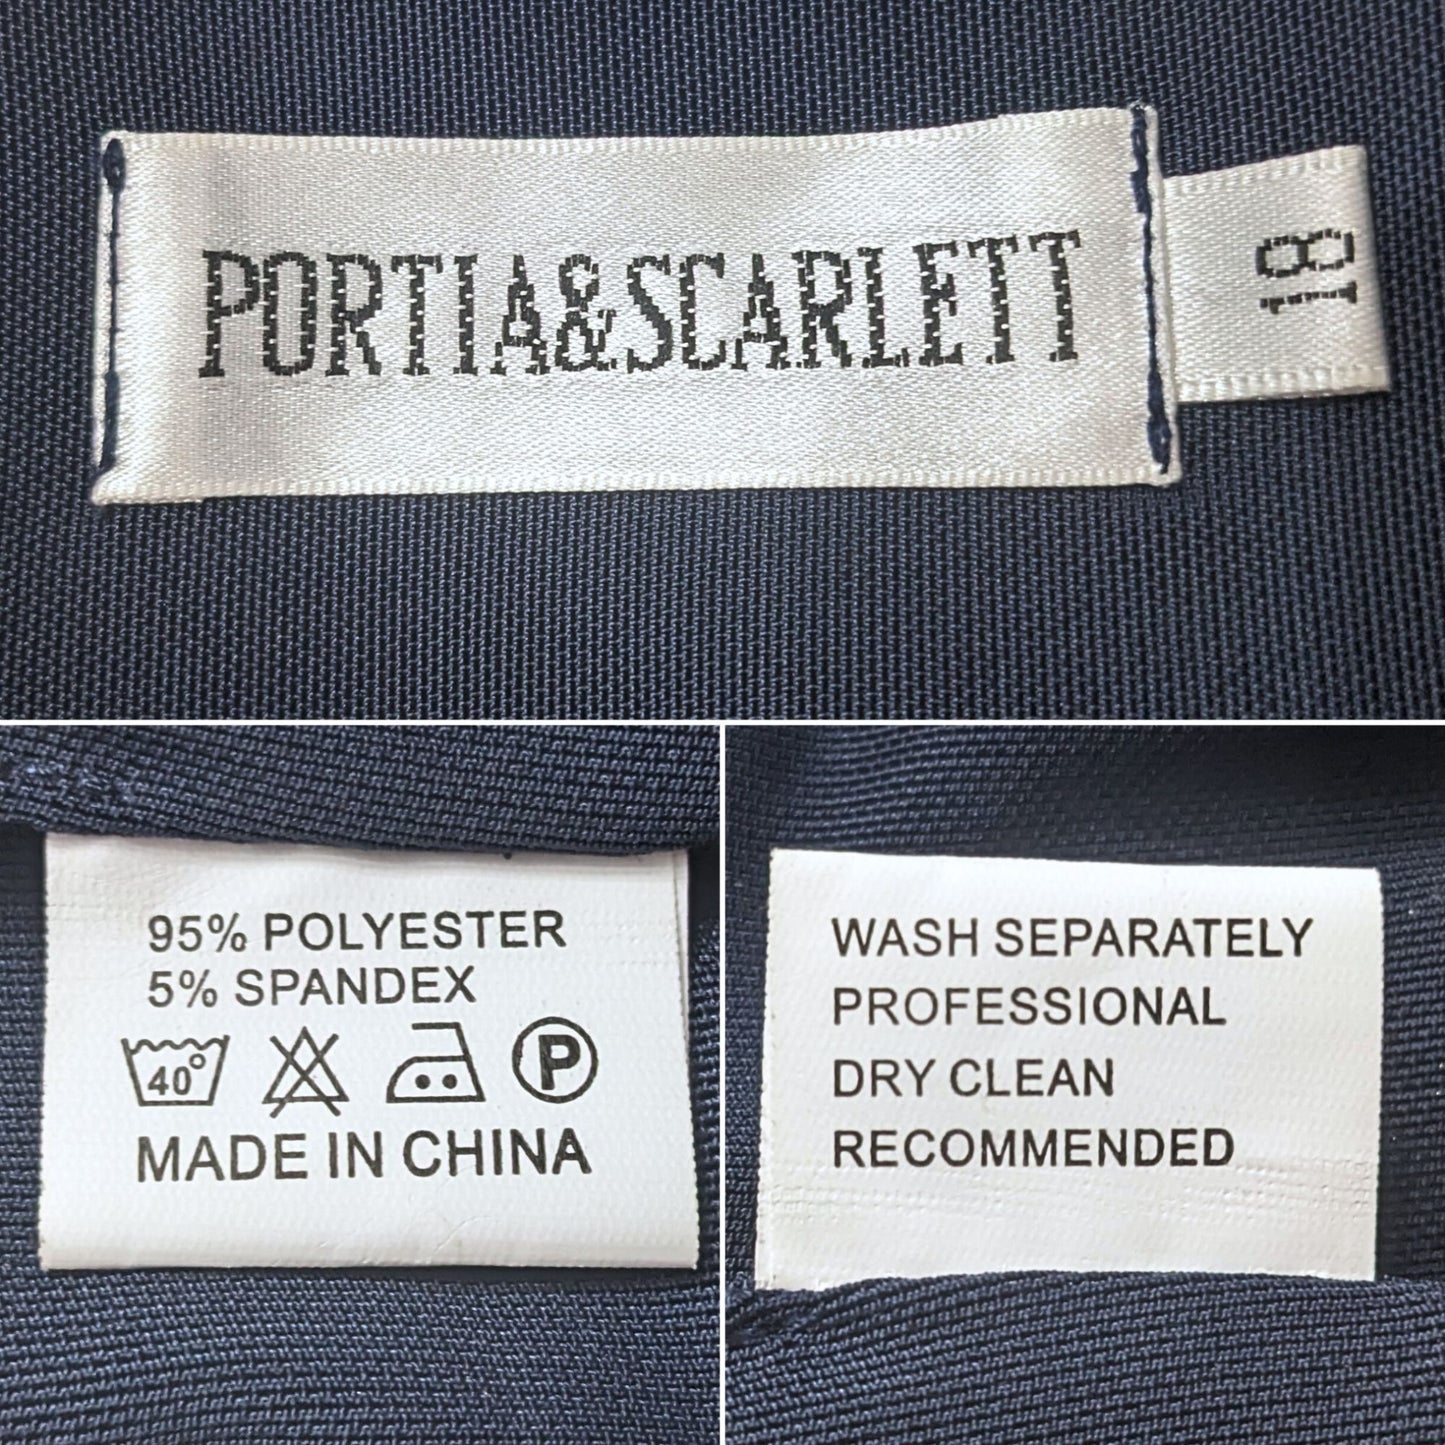 PORTIA&SCARLETT
18
95% POLYESTER
5% SPANDEX
40° P
MADE IN CHINA
WASH SEPARATELY
PROFESSIONAL
DRY CLEAN
RECOMMENDED